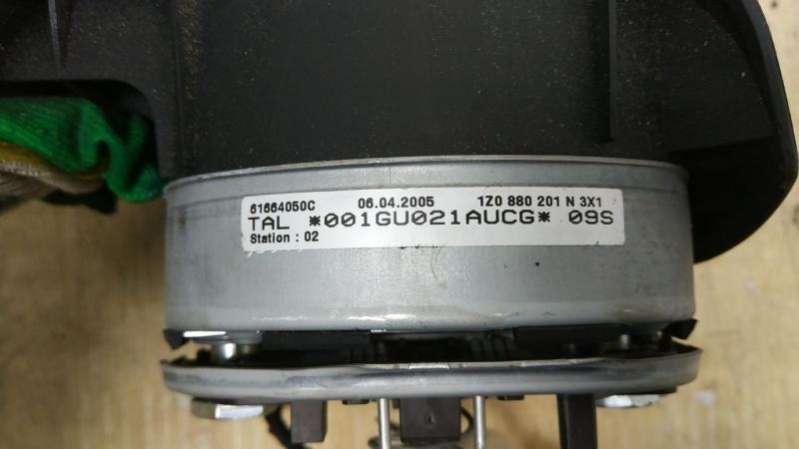 61664050C 06.04.2005 1Z0 880 201 N 3X1
TAL *001GU021AUCG* 09S
Station : 02